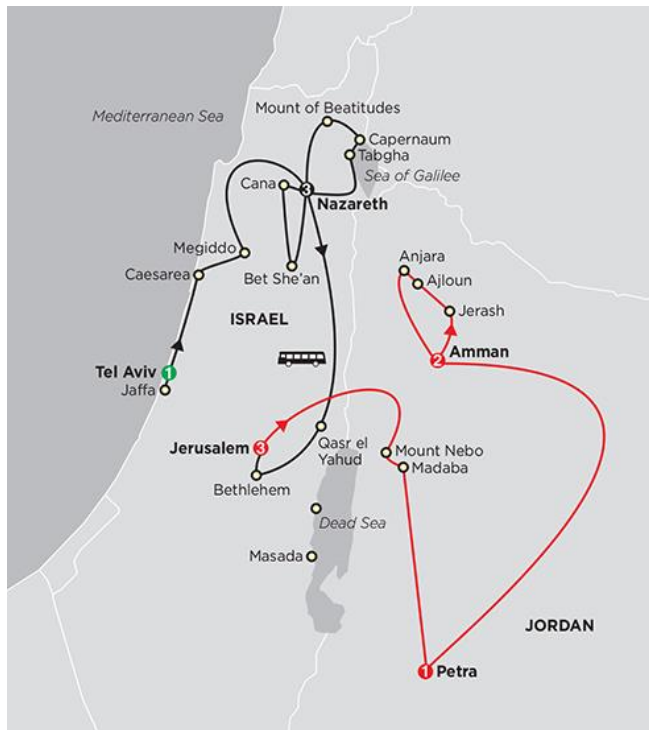 Mount of Beatitudes
Mediterranean Sea
Capernaum
Tabgha
Sea of Galilee
Cana
3
Nazareth
Megiddo
Anjara
Caesarea
Bet She'an
Ajloun
Jerash
ISRAEL
Amman
2
Tel Aviv 1
Jaffa
Jerusalem 3
Qasr el
Yahud
Mount Nebo
Madaba
Bethlehem
Dead Sea
Masada
JORDAN
1 Petra